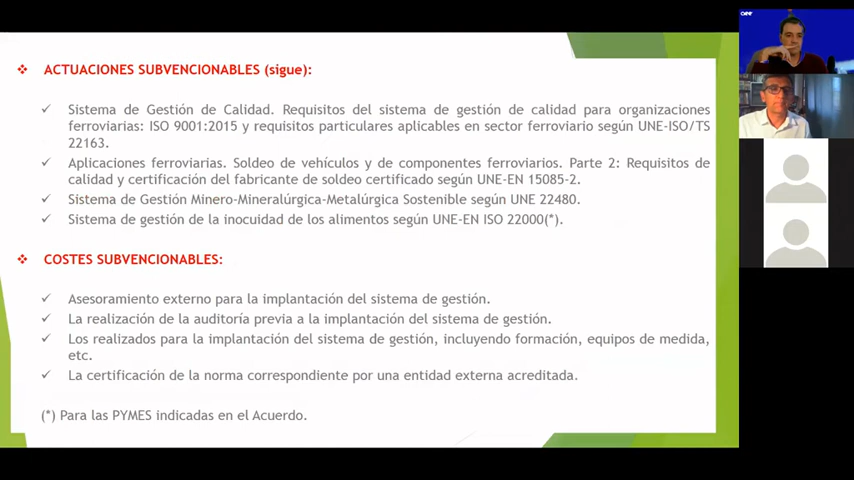 ACTUACIONES SUBVENCIONABLES (sigue):
Sistema de Gestión de Calidad. Requisitos del sistema de gestión de calidad para organizaciones
ferroviarias: ISO 9001:2015 y requisitos particulares aplicables en sector ferroviario según UNE-ISO/TS
22163.
Aplicaciones ferroviarias. Soldeo de vehículos y de componentes ferroviarios. Parte 2: Requisitos de
calidad y certificación del fabricante de soldeo certificado según UNE-EN 15085-2.
Sistema de Gestión Minero-Mineralúrgica-Metalúrgica Sostenible según UNE 22480.
Sistema de gestión de la inocuidad de los alimentos según UNE-EN ISO 22000(*).
COSTES SUBVENCIONABLES:
Asesoramiento externo para la implantación del sistema de gestión.
La realización de la auditoría previa a la implantación del sistema de gestión.
Los realizados para la implantación del sistema de gestión, incluyendo formación, equipos de medida,
etc.
La certificación de la norma correspondiente por una entidad externa acreditada.
(*) Para las PYMES indicadas en el Acuerdo.